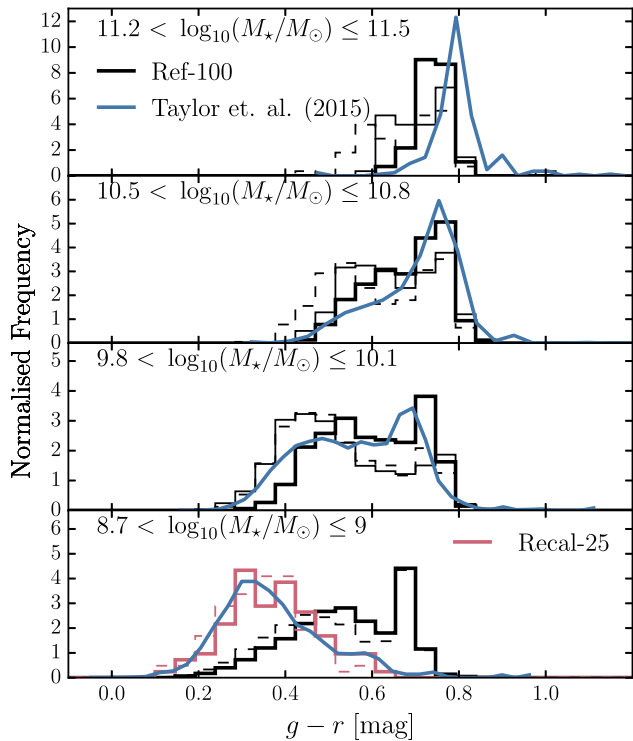 11.2 < log₁₀(M⋆/M⊙) ≤ 11.5
Ref-100
Taylor et. al. (2015)
12
10
8
6
4
2
0
10.5 < log₁₀(M⋆/M⊙) ≤ 10.8
6
5
4
3
2
1
0
Normalised Frequency
9.8 < log₁₀(M⋆/M⊙) ≤ 10.1
5
4
3
2
1
0
8.7 < log₁₀(M⋆/M⊙) ≤ 9
Recal-25
6
5
4
3
2
1
0
0.0 0.2 0.4 0.6 0.8 1.0
g − r [mag]